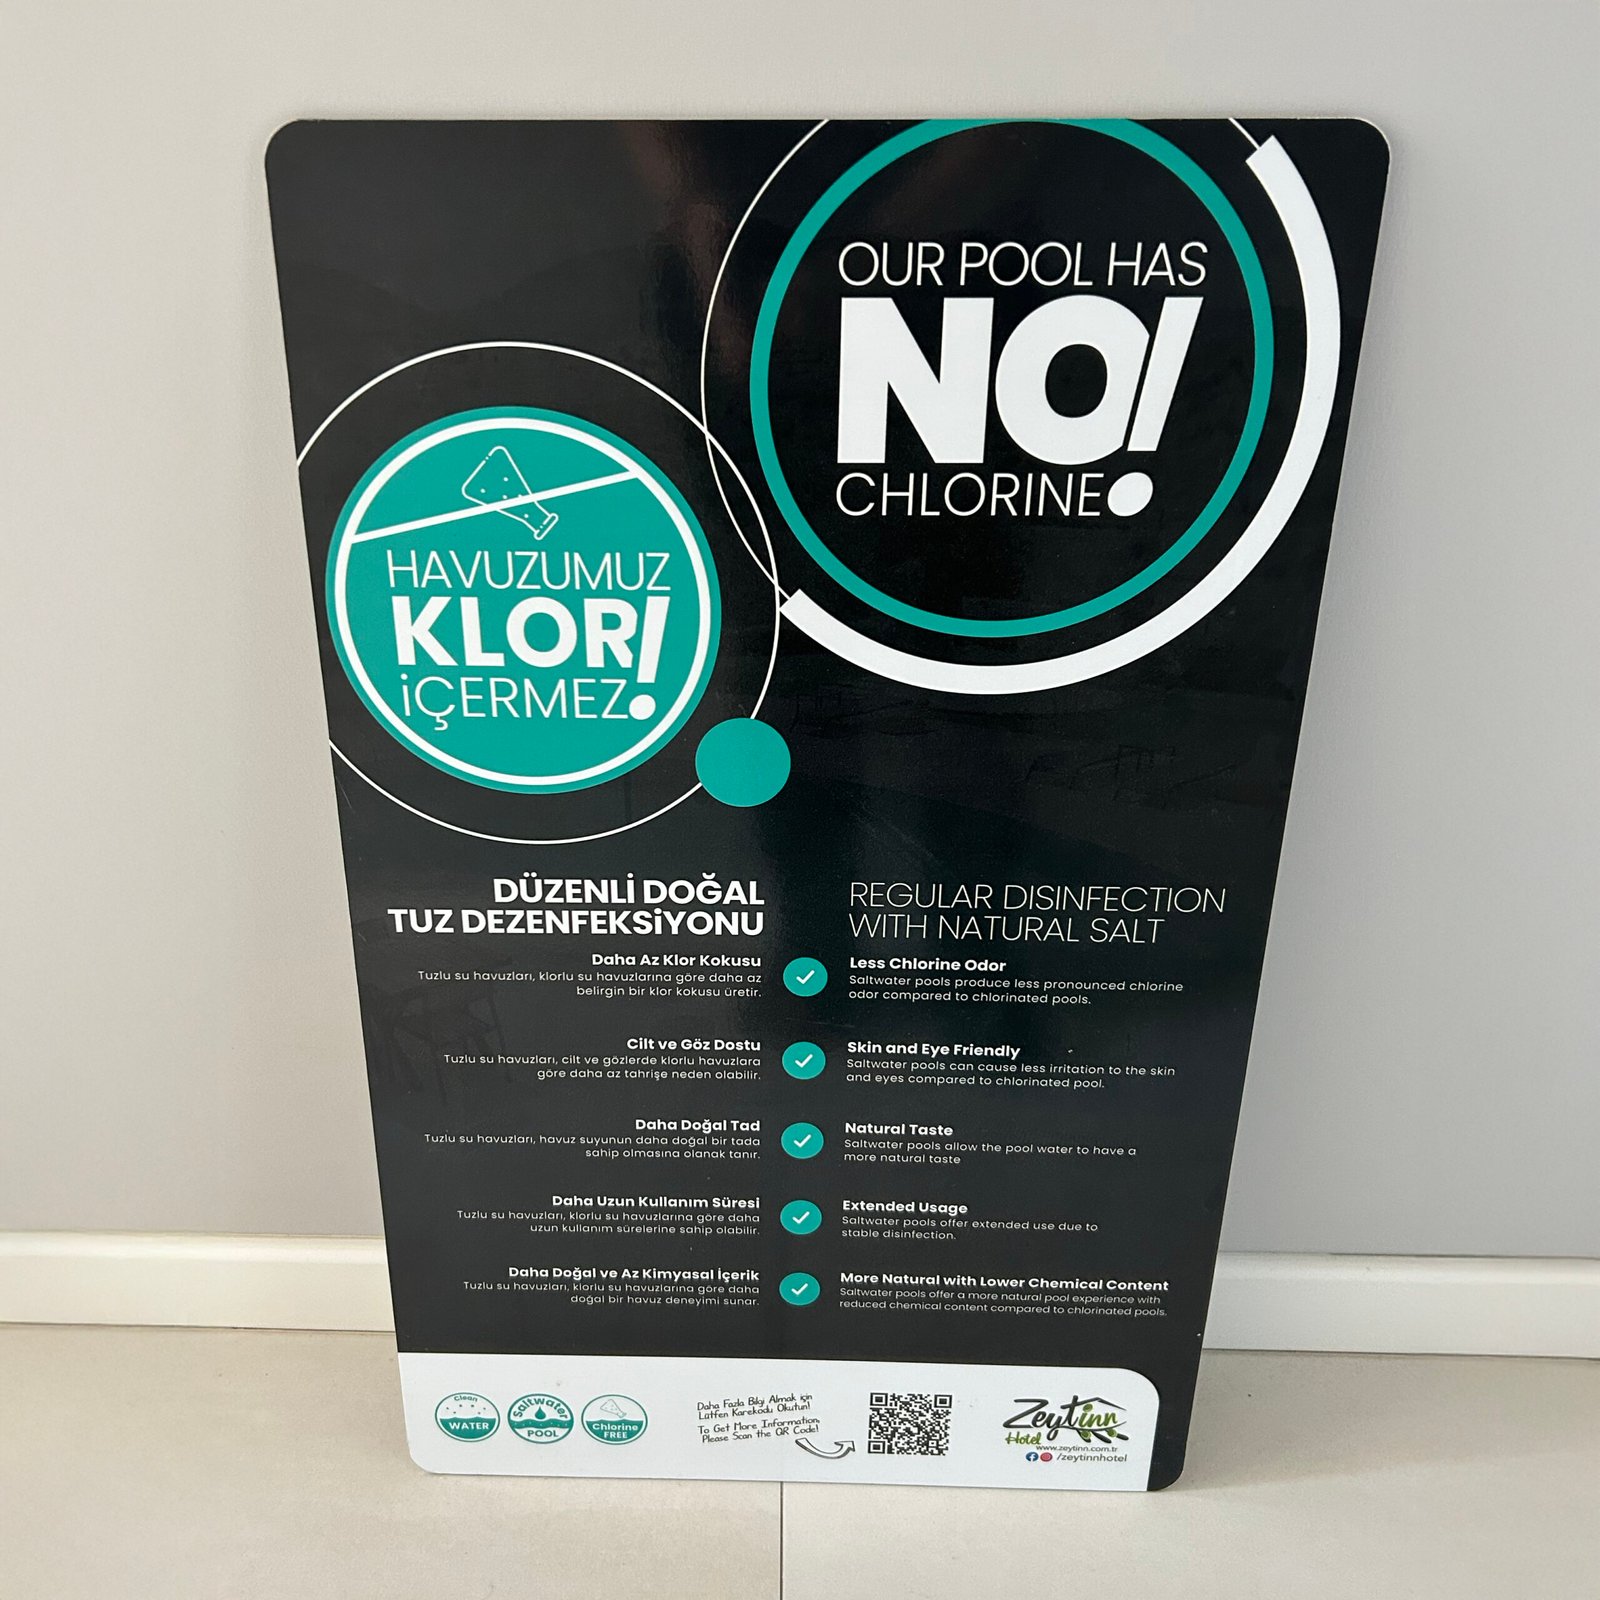 OUR POOL HAS
NO!
CHLORINE
HAVUZUMUZ
KLOR!
iÇERMEZ
DÜZENLİ DOĞAL
TUZ DEZENFEKSiYONU
Daha Az Klor Kokusu
Tuzlu su havuzları, klorlu su havuzlarına göre daha az
belirgin bir klor kokusu üretir.
Cilt ve Göz Dostu
Tuzlu su havuzları, cilt ve gözlerde klorlu havuzlara
göre daha az tahrişe neden olabilir.
Daha Doğal Tad
Tuzlu su havuzları, havuz suyunun daha doğal bir tada
sahip olmasına olanak tanır.
Daha Uzun Kullanım Süresi
Tuzlu su havuzları, klorlu su havuzlarına göre daha
uzun kullanım sürelerine sahip olabilir.
Daha Doğal ve Az Kimyasal İçerik
Tuzlu su havuzları, klorlu su havuzlarına göre daha
doğal bir havuz deneyimi sunar.
REGULAR DISINFECTION
WITH NATURAL SALT
Less Chlorine Odor
Saltwater pools produce less pronounced chlorine
odor compared to chlorinated pools.
Skin and Eye Friendly
Saltwater pools can cause less irritation to the skin
and eyes compared to chlorinated pool.
Natural Taste
Saltwater pools allow the pool water to have a
more natural taste
Extended Usage
Saltwater pools offer extended use due to
stable disinfection.
More Natural with Lower Chemical Content
Saltwater pools offer a more natural pool experience with
reduced chemical content compared to chlorinated pools.
Clean
WATER
Saltwater
POOL
Chlorine
FREE
Daha Fazla Bilgi Almak için
Lütfen Karekodu Okutun!
To Get More Information,
Please Scan the QR Code!
Zeytinn
Hotel
www.zeytinn.com.tr
/zeytinnhotel